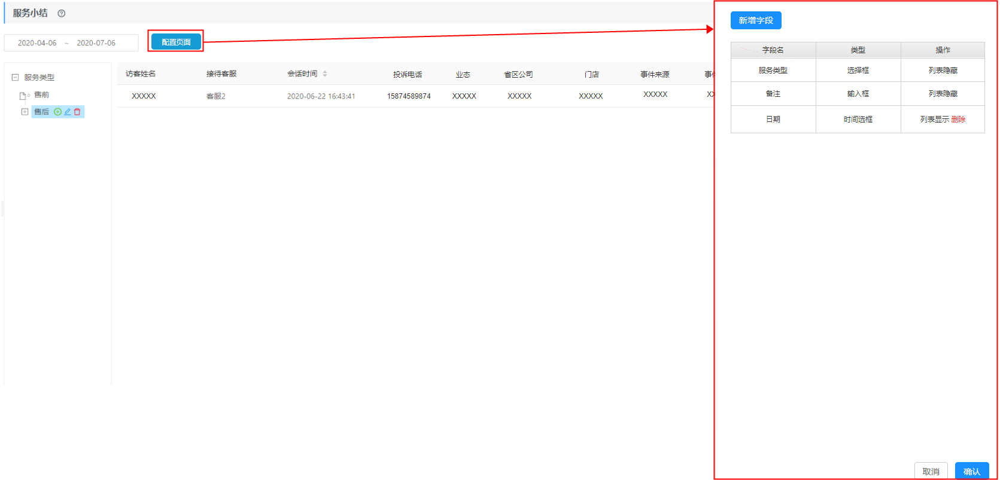 服务小结
2020-04-06 ~ 2020-07-06
配置页面
服务类型
售前
售后
访客姓名 接待客服 会话时间 投诉电话 业态 省区公司 门店 事件来源 事件
XXXXX 客服2 2020-06-22 16:43:41 15874589874 XXXXX XXXXX XXXXX XXXXX XX
新增字段
字段名 类型 操作
服务类型 选择框 列表隐藏
备注 输入框 列表隐藏
日期 时间选框 列表显示 删除
取消 确认